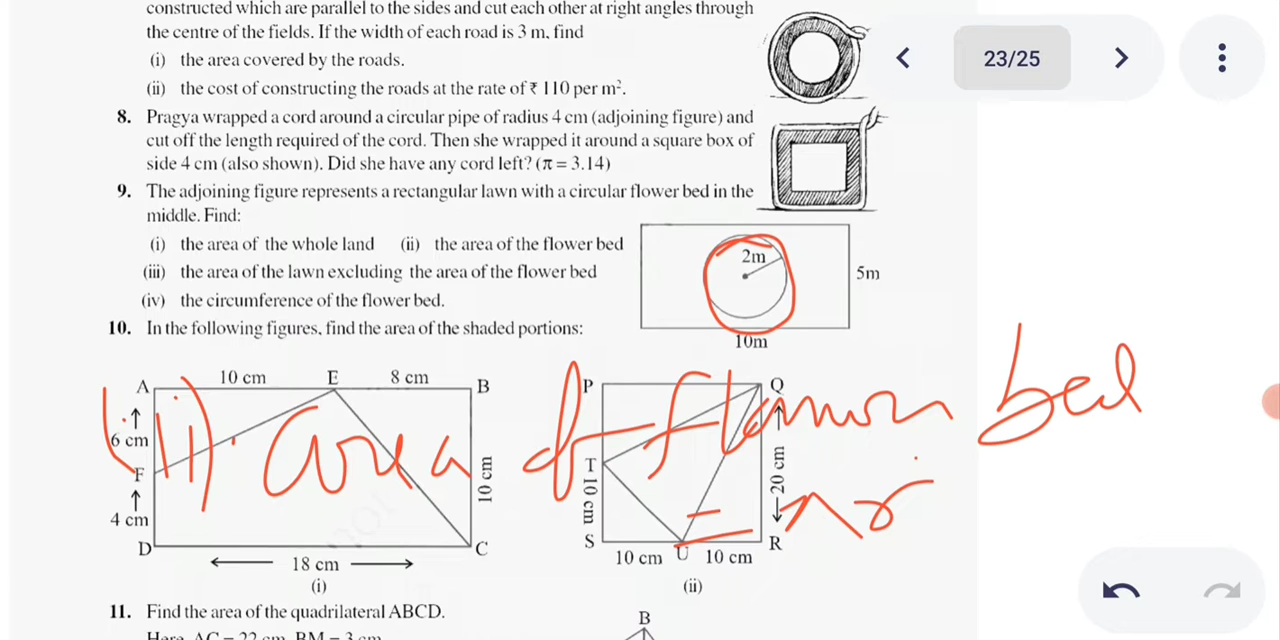 constructed which are parallel to the sides and cut each other at right angles through
the centre of the fields. If the width of each road is 3 m, find
(i) the area covered by the roads.
(ii) the cost of constructing the roads at the rate of ₹ 110 per m².
23/25
8. Pragya wrapped a cord around a circular pipe of radius 4 cm (adjoining figure) and
cut off the length required of the cord. Then she wrapped it around a square box of
side 4 cm (also shown). Did she have any cord left? (π = 3.14)
9. The adjoining figure represents a rectangular lawn with a circular flower bed in the
middle. Find:
(i) the area of the whole land (ii) the area of the flower bed
(iii) the area of the lawn excluding the area of the flower bed
(iv) the circumference of the flower bed.
2m
5m
10m
10. In the following figures, find the area of the shaded portions:
A 10 cm E 8 cm B
6 cm
F
4 cm
D
10 cm
C
18 cm
(i)
P Q
T
10 cm
20 cm
S U R
10 cm 10 cm
(ii)
(ii). area of flower bed
= πr
11. Find the area of the quadrilateral ABCD.
Here, AC = 22 cm, BM = 3 cm
B